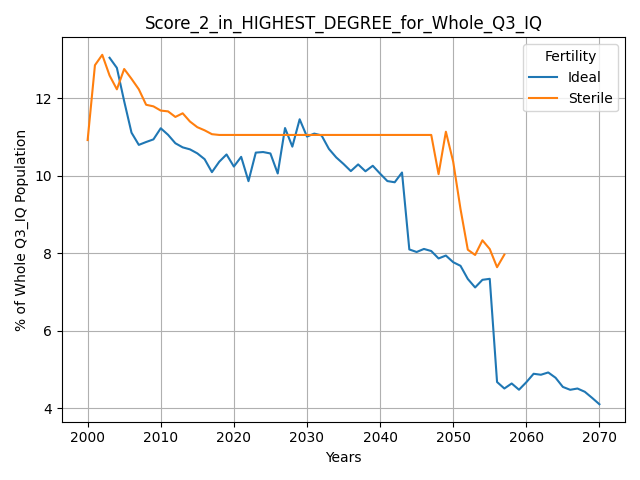 Score_2_in_HIGHEST_DEGREE_for_Whole_Q3_IQ
Fertility
Ideal
Sterile
% of Whole Q3_IQ Population
12
10
8
6
4
2000 2010 2020 2030 2040 2050 2060 2070
Years